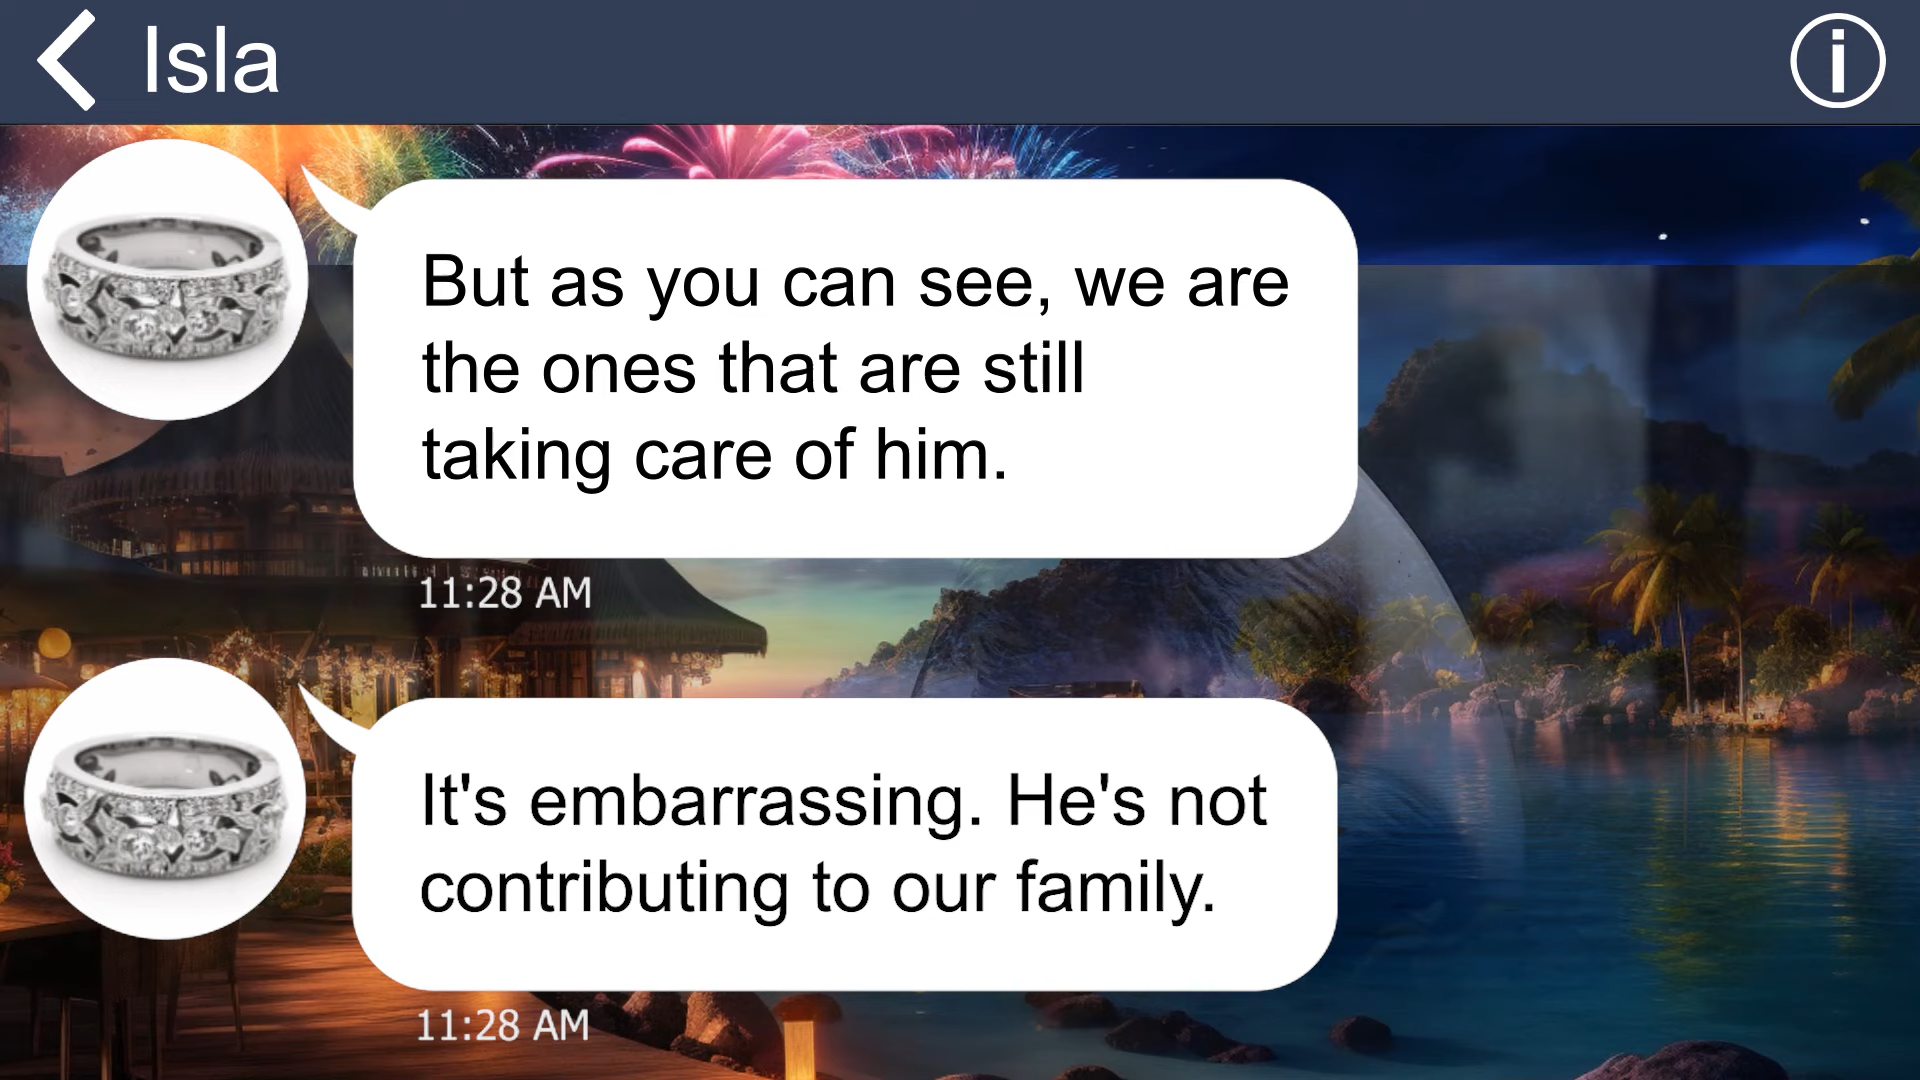 Isla
But as you can see, we are
the ones that are still
taking care of him.
11:28 AM
It's embarrassing. He's not
contributing to our family.
11:28 AM